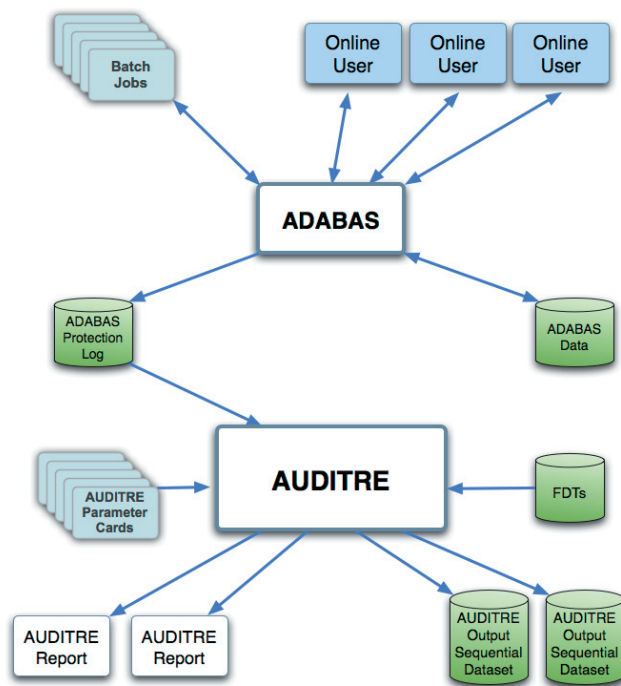 Batch
Jobs
Online
User
Online
User
Online
User
ADABAS
ADABAS
Protection
Log
ADABAS
Data
AUDITRE
AUDITRE
Parameter
Cards
FDTs
AUDITRE
Report
AUDITRE
Report
AUDITRE
Output
Sequential
Dataset
AUDITRE
Output
Sequential
Dataset